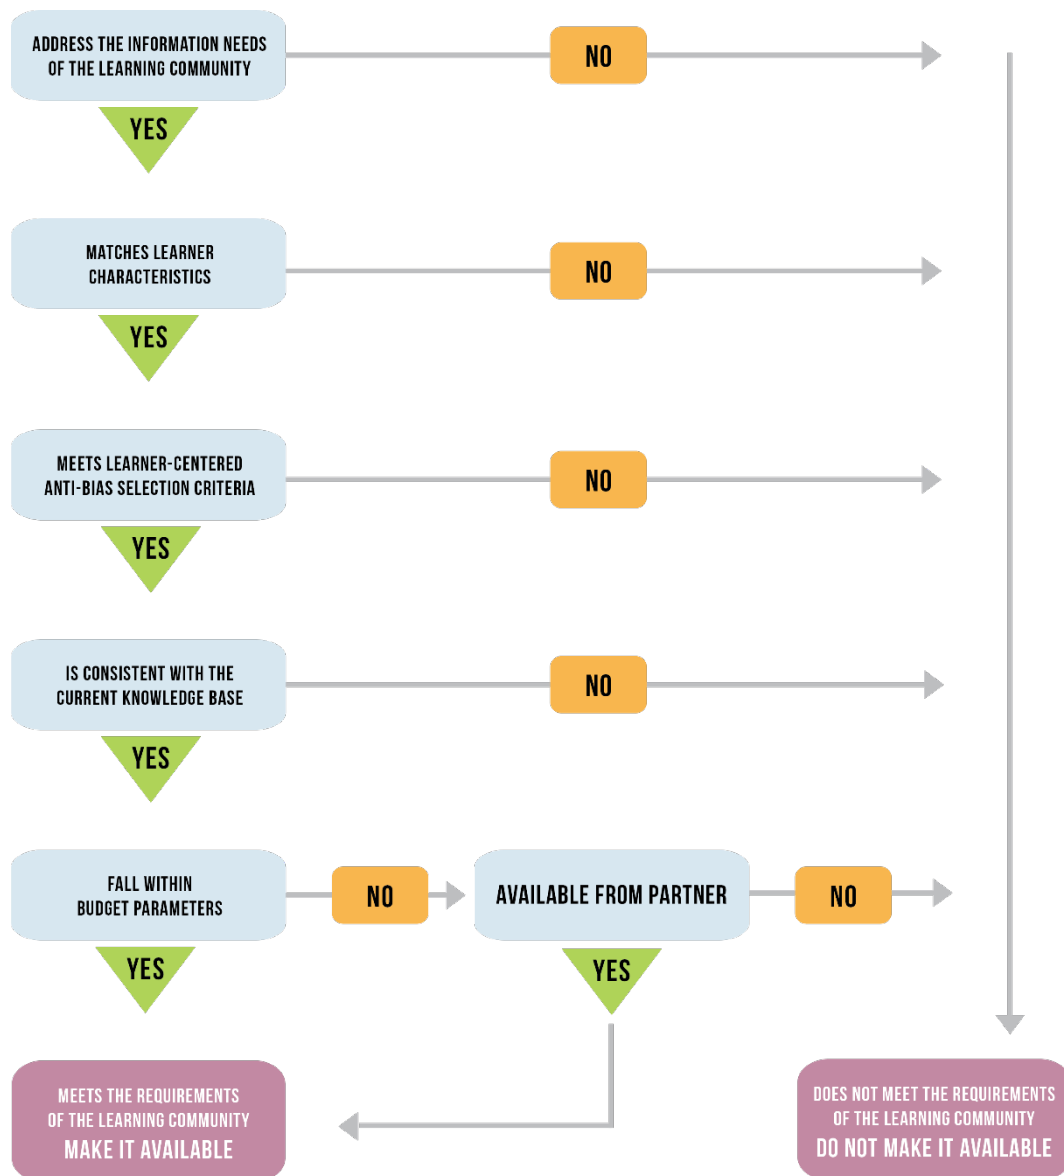 ADDRESS THE INFORMATION NEEDS
OF THE LEARNING COMMUNITY
NO
YES
MATCHES LEARNER
CHARACTERISTICS
NO
YES
MEETS LEARNER-CENTERED
ANTI-BIAS SELECTION CRITERIA
NO
YES
IS CONSISTENT WITH THE
CURRENT KNOWLEDGE BASE
NO
YES
FALL WITHIN
BUDGET PARAMETERS
NO
AVAILABLE FROM PARTNER
NO
YES
YES
MEETS THE REQUIREMENTS
OF THE LEARNING COMMUNITY
MAKE IT AVAILABLE
DOES NOT MEET THE REQUIREMENTS
OF THE LEARNING COMMUNITY
DO NOT MAKE IT AVAILABLE